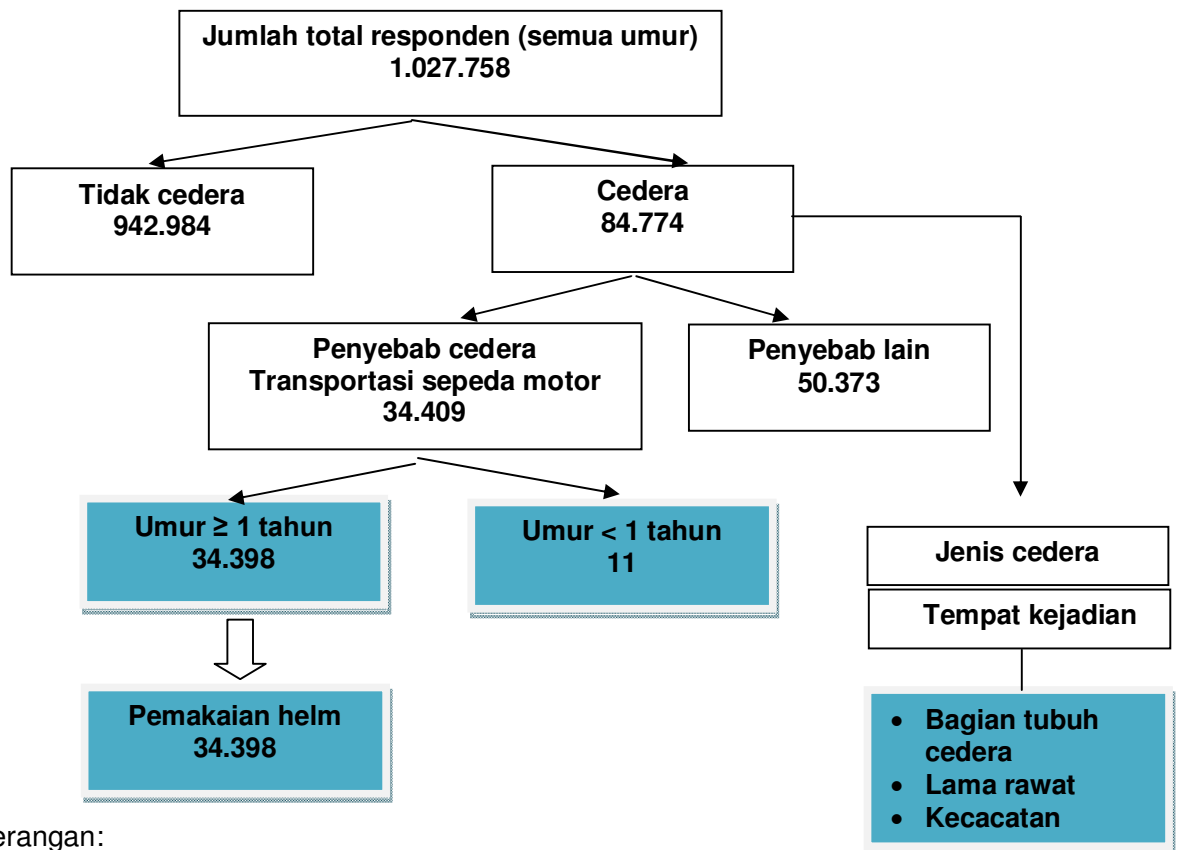 Jumlah total responden (semua umur)
1.027.758
Tidak cedera
942.984
Cedera
84.774
Penyebab cedera
Transportasi sepeda motor
34.409
Penyebab lain
50.373
Umur ≥ 1 tahun
34.398
Umur < 1 tahun
11
Jenis cedera
Tempat kejadian
Pemakaian helm
34.398
• Bagian tubuh
cedera
• Lama rawat
• Kecacatan
erangan: